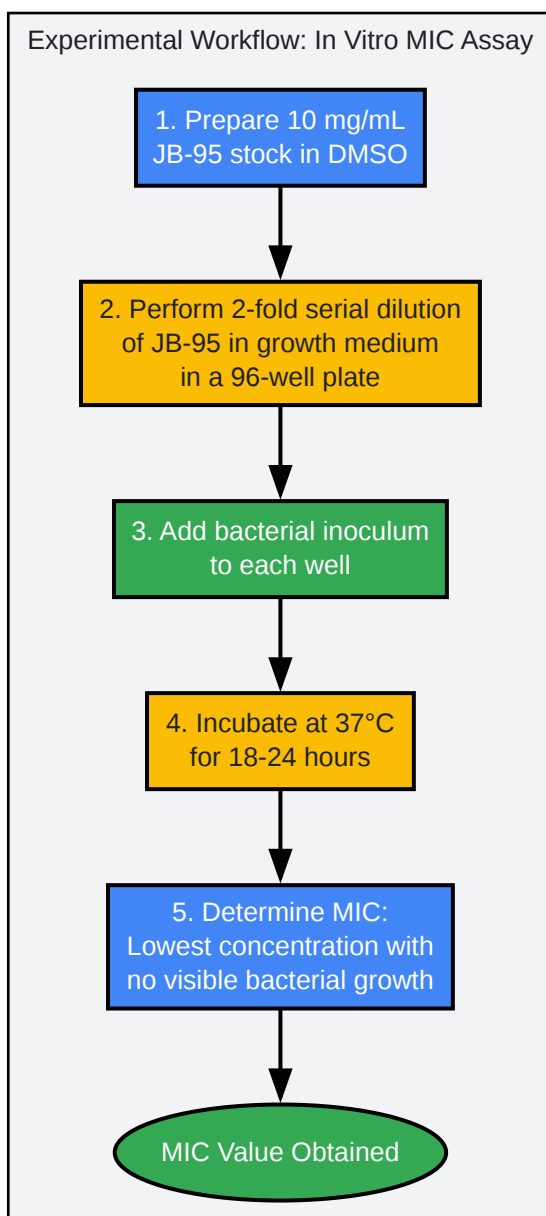 Experimental Workflow: In Vitro MIC Assay
1. Prepare 10 mg/mL
JB-95 stock in DMSO
2. Perform 2-fold serial dilution
of JB-95 in growth medium
in a 96-well plate
3. Add bacterial inoculum
to each well
4. Incubate at 37°C
for 18-24 hours
5. Determine MIC:
Lowest concentration with
no visible bacterial growth
MIC Value Obtained